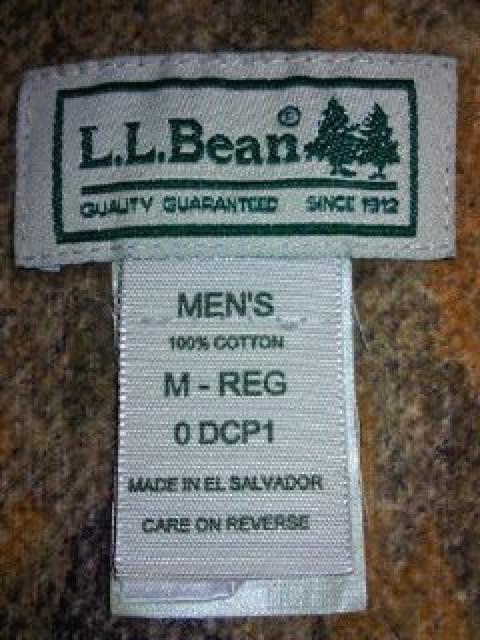 L.L.Bean®
QUALITY GUARANTEED SINCE 1912
MEN'S
100% COTTON
M - REG
0 DCP1
MADE IN EL SALVADOR
CARE ON REVERSE